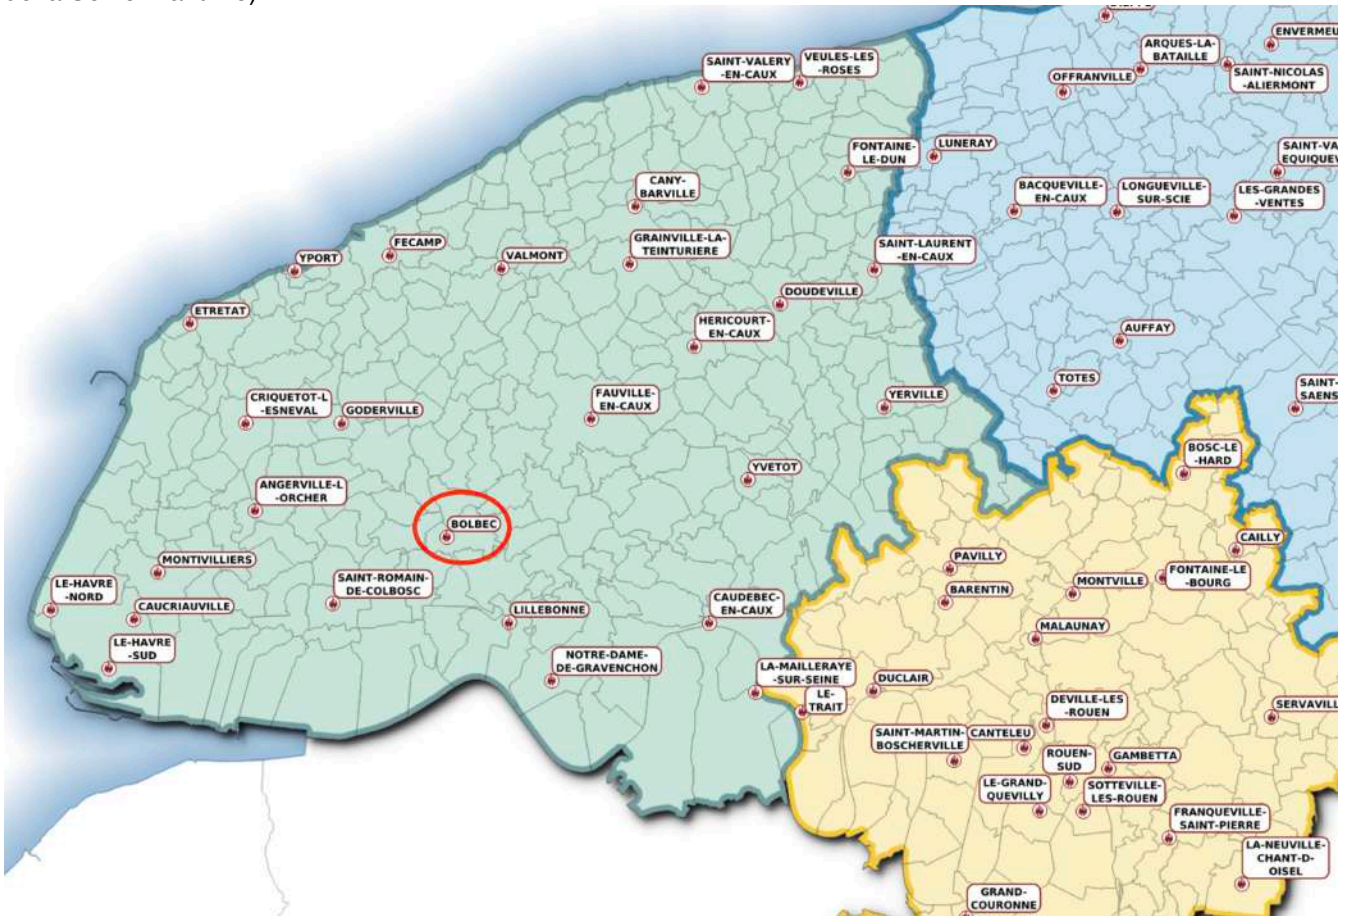 ENVERMEU
ARQUES-LA-
BATAILLE
SAINT-VALERY
-EN-CAUX
VEULES-LES
-ROSES
OFFRANVILLE
SAINT-NICOLAS
-ALIERMONT
FONTAINE-
LE-DUN
LUNERAY
SAINT-VA
EQUIQUEV
CANY-
BARVILLE
BACQUEVILLE-
EN-CAUX
LONGUEVILLE-
SUR-SCIE
LES-GRANDES
-VENTES
FECAMP
YPORT
VALMONT
GRAINVILLE-LA-
TEINTURIERE
SAINT-LAURENT
-EN-CAUX
DOUDEVILLE
ETRETAT
HERICOURT-
EN-CAUX
AUFFAY
TOTES
CRIQUETOT-L
-ESNEVAL
GODERVILLE
FAUVILLE-
EN-CAUX
YERVILLE
SAINT-
SAENS
BOSC-LE
-HARD
YVETOT
ANGERVILLE-L
-ORCHER
BOLBEC
CAILLY
MONTIVILLIERS
PAVILLY
FONTAINE-LE
-BOURG
LE-HAVRE
-NORD
SAINT-ROMAIN-
DE-COLBOSC
BARENTIN
MONTVILLE
CAUCRIAUVILLE
LILLEBONNE
CAUDEBEC-
EN-CAUX
MALAUNAY
LE-HAVRE
-SUD
NOTRE-DAME-
DE-GRAVENCHON
LA-MAILLERAYE
-SUR-SEINE
DUCLAIR
LE-
TRAIT
DEVILLE-LES
-ROUEN
SERVAVILL
SAINT-MARTIN-
BOSCHERVILLE
CANTELEU
ROUEN-
SUD
GAMBETTA
LE-GRAND-
QUEVILLY
SOTTEVILLE-
LES-ROUEN
FRANQUEVILLE-
SAINT-PIERRE
LA-NEUVILLE-
CHANT-D-
OISEL
GRAND-
COURONNE